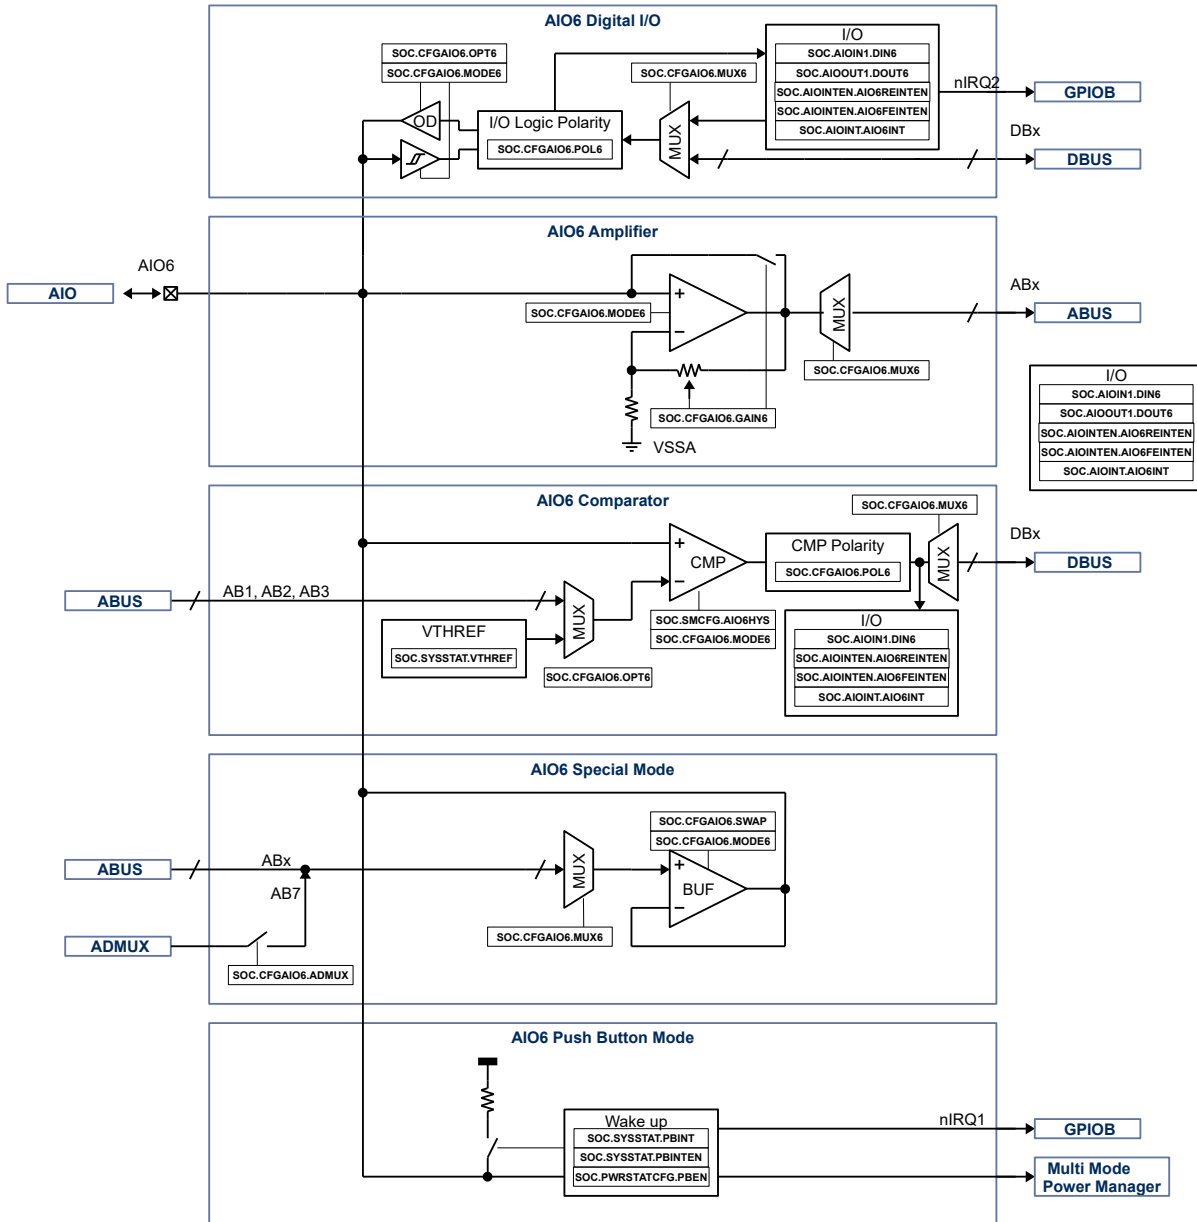 AIO6 Digital I/O
SOC.CFGAIO6.OPT6
SOC.CFGAIO6.MODE6
OD
I/O Logic Polarity
SOC.CFGAIO6.POL6
SOC.CFGAIO6.MUX6
MUX
I/O
SOC.AIOIN1.DIN6
SOC.AIOOUT1.DOUT6
SOC.AIOINTEN.AIO6REINTEN
SOC.AIOINTEN.AIO6FEINTEN
SOC.AIOINT.AIO6INT
nIRQ2
GPIOB
DBx
DBUS
AIO6 Amplifier
AIO6
AIO
SOC.CFGAIO6.MODE6
+
−
MUX
SOC.CFGAIO6.MUX6
SOC.CFGAIO6.GAIN6
VSSA
ABx
ABUS
I/O
SOC.AIOIN1.DIN6
SOC.AIOOUT1.DOUT6
SOC.AIOINTEN.AIO6REINTEN
SOC.AIOINTEN.AIO6FEINTEN
SOC.AIOINT.AIO6INT
AIO6 Comparator
ABUS
AB1, AB2, AB3
VTHREF
SOC.SYSSTAT.VTHREF
MUX
SOC.CFGAIO6.OPT6
+
CMP
−
SOC.SMCFG.AIO6HYS
SOC.CFGAIO6.MODE6
CMP Polarity
SOC.CFGAIO6.POL6
SOC.CFGAIO6.MUX6
MUX
DBx
DBUS
I/O
SOC.AIOIN1.DIN6
SOC.AIOINTEN.AIO6REINTEN
SOC.AIOINTEN.AIO6FEINTEN
SOC.AIOINT.AIO6INT
AIO6 Special Mode
ABUS
ABx
AB7
ADMUX
SOC.CFGAIO6.ADMUX
MUX
SOC.CFGAIO6.MUX6
SOC.CFGAIO6.SWAP
SOC.CFGAIO6.MODE6
+
BUF
−
AIO6 Push Button Mode
Wake up
SOC.SYSSTAT.PBINT
SOC.SYSSTAT.PBINTEN
SOC.PWRSTATCFG.PBEN
nIRQ1
GPIOB
Multi Mode
Power Manager